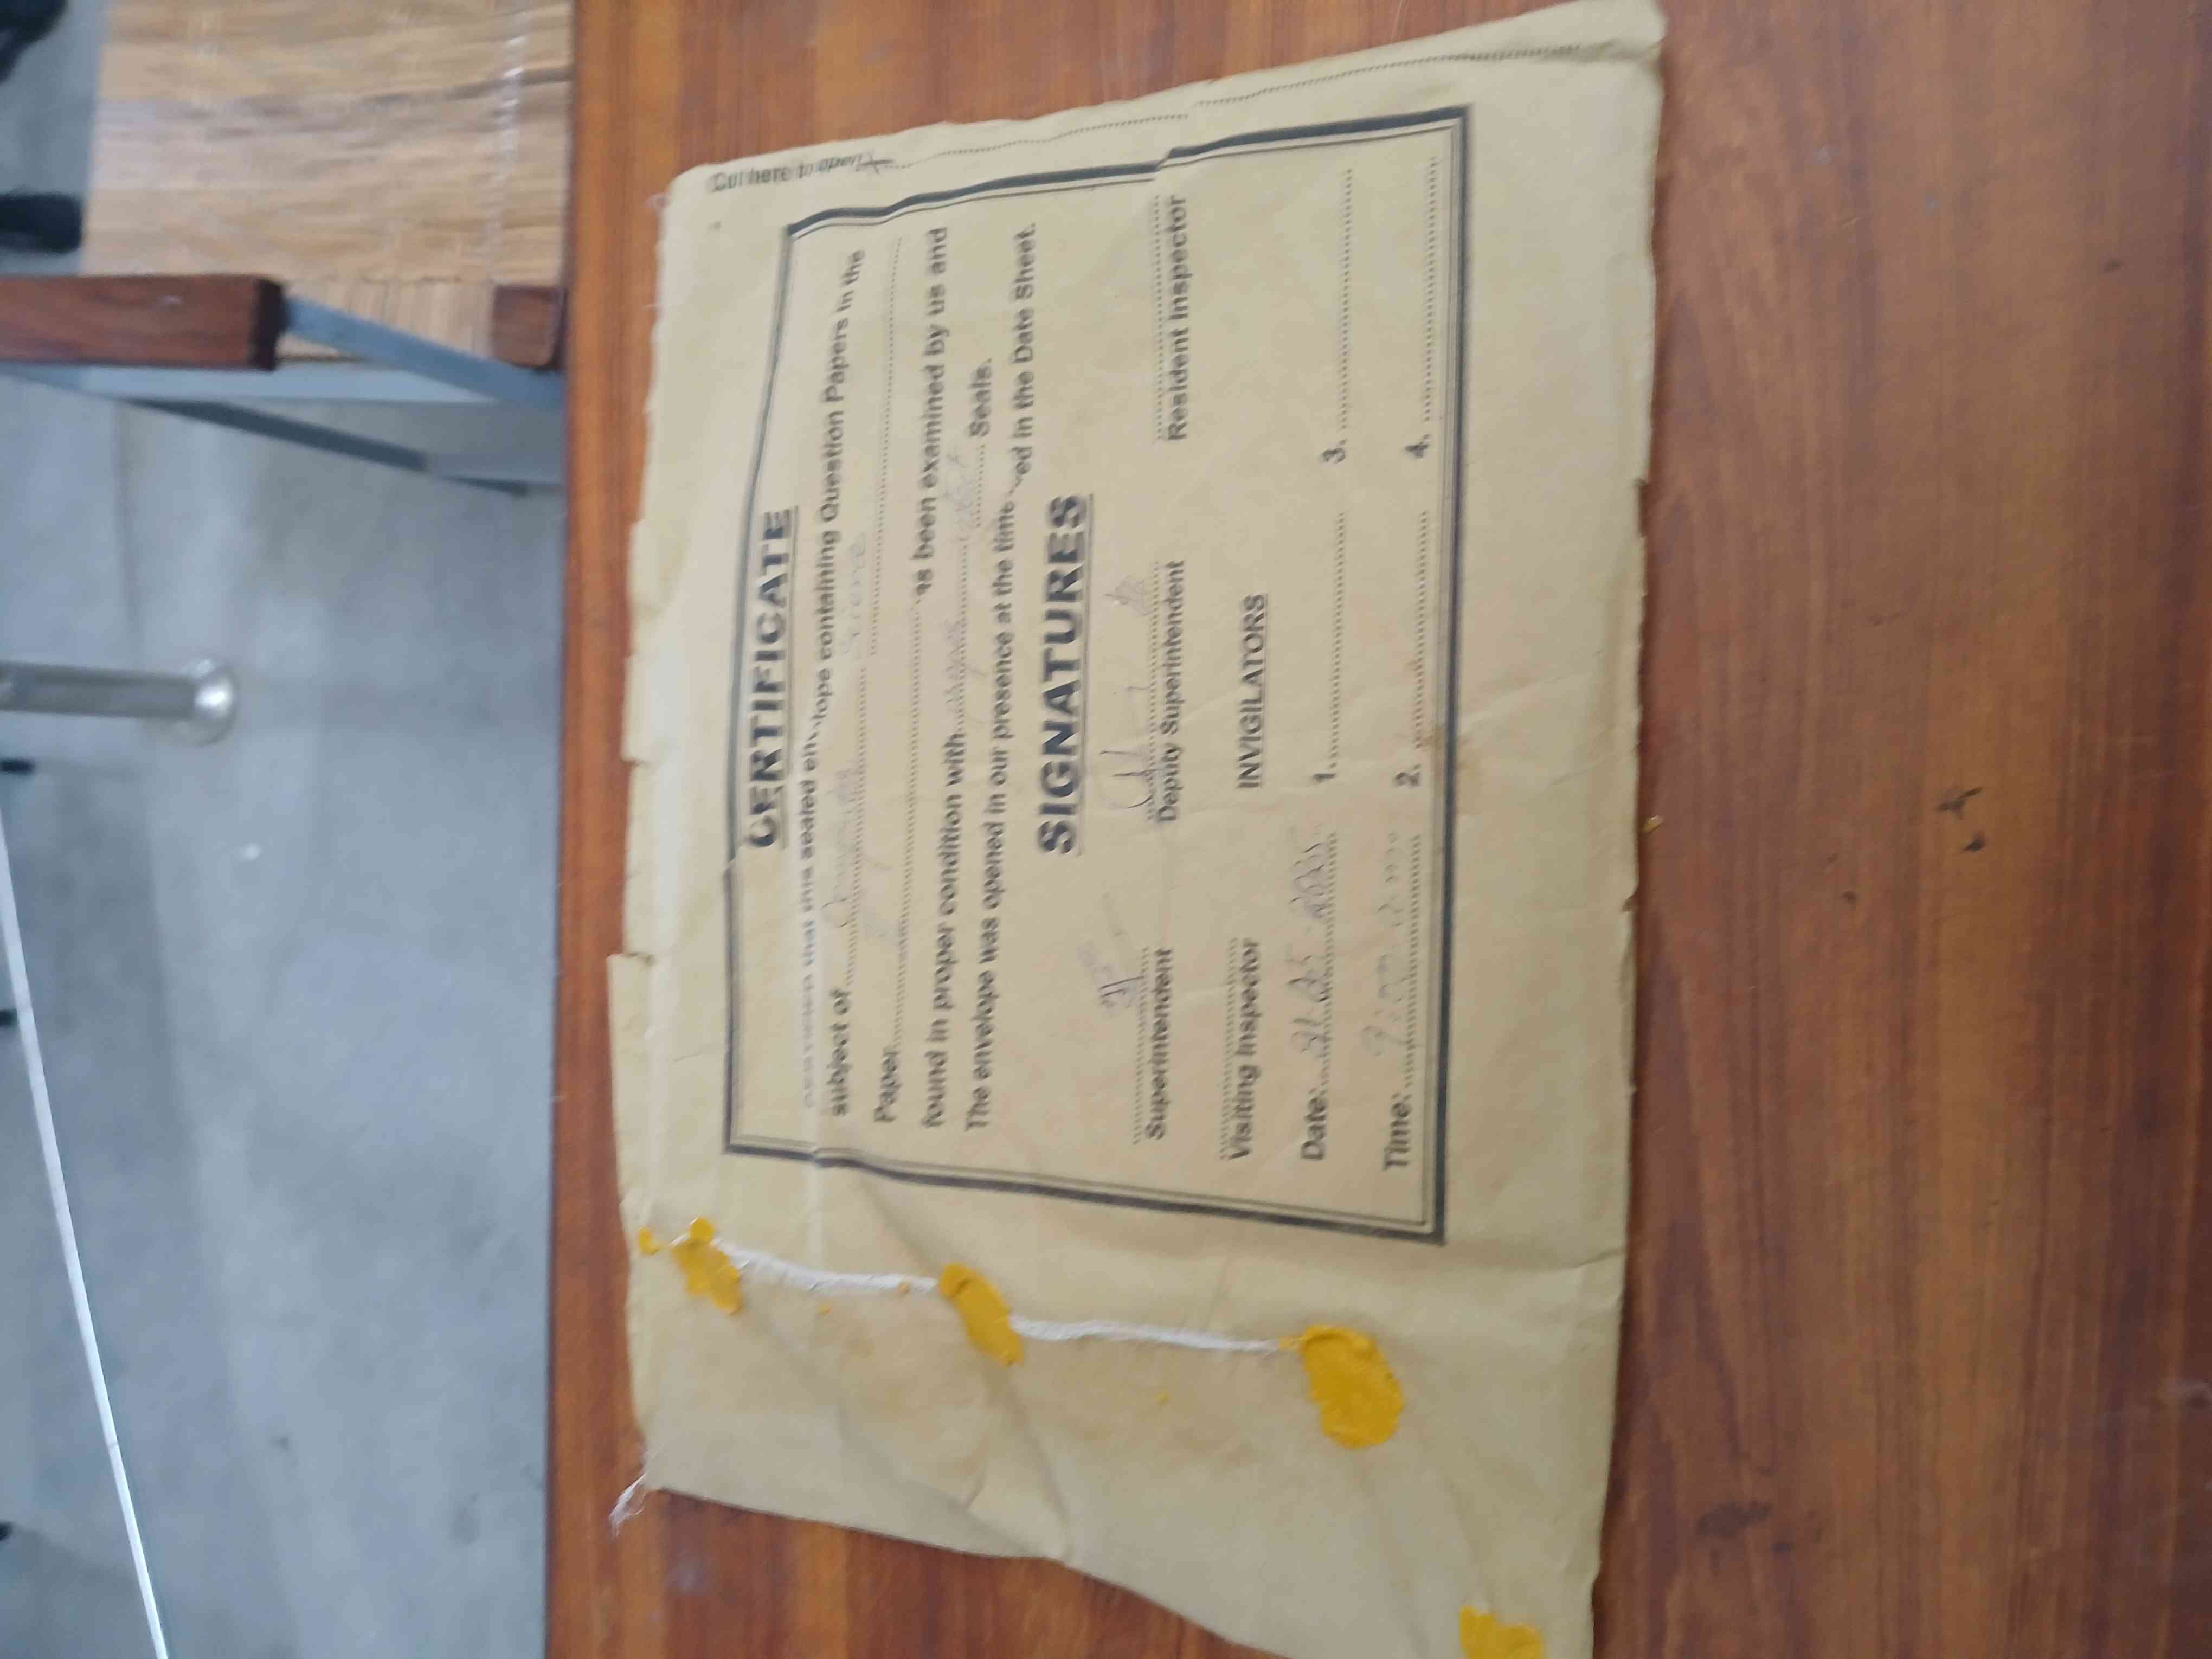 Cut here to open
CERTIFICATE
that this sealed envelope containing Question Papers in the
subject of Computer Science
Paper
has been examined by us and
found in proper condition with Seals.
The envelope was opened in our presence at the time in the Date Sheet.
SIGNATURES
Superintendent Deputy Superintendent Resident Inspector
Visiting Inspector INVIGILATORS
Date: 1. 3.
Time: 2. 4.